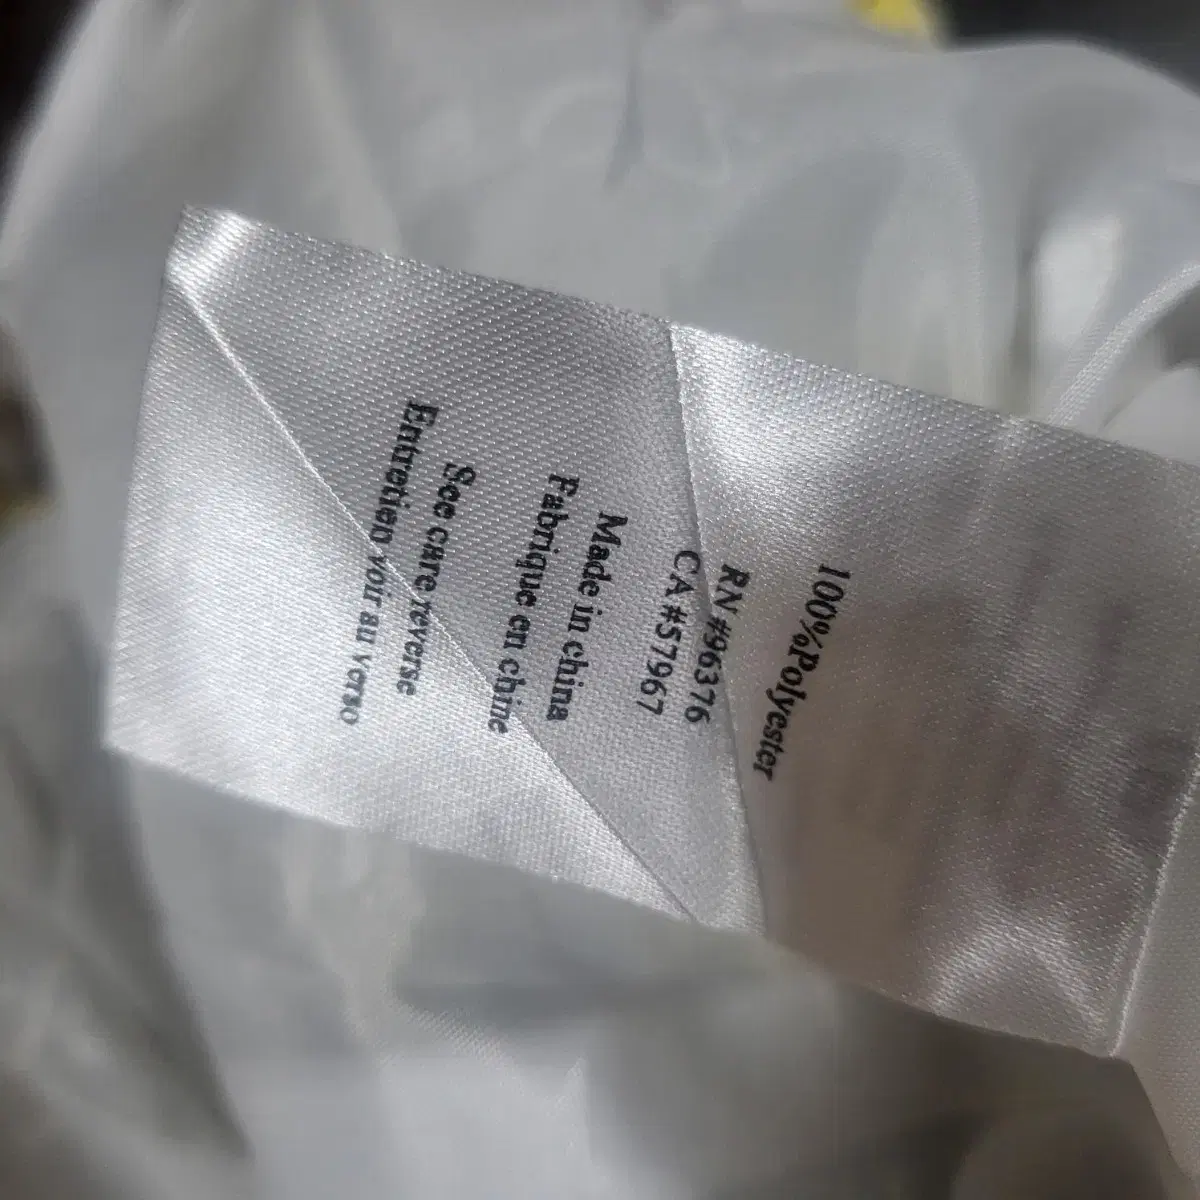 100%Polyester
RN #96376
CA #57967
Made in china
Fabrique en chine
See care reverse
Entretien voir au verso